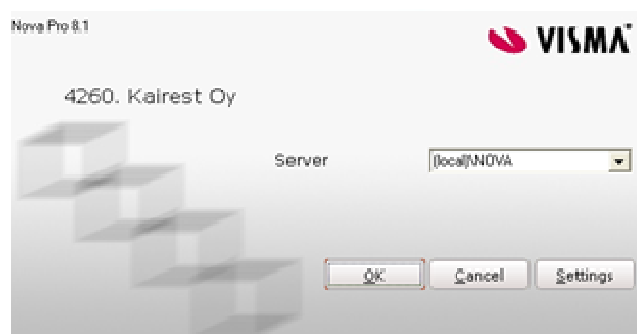 Nova Pro 8.1
VISMA
4260. Kairest Oy
Server
(local)\NOVA
OK
Cancel
Settings